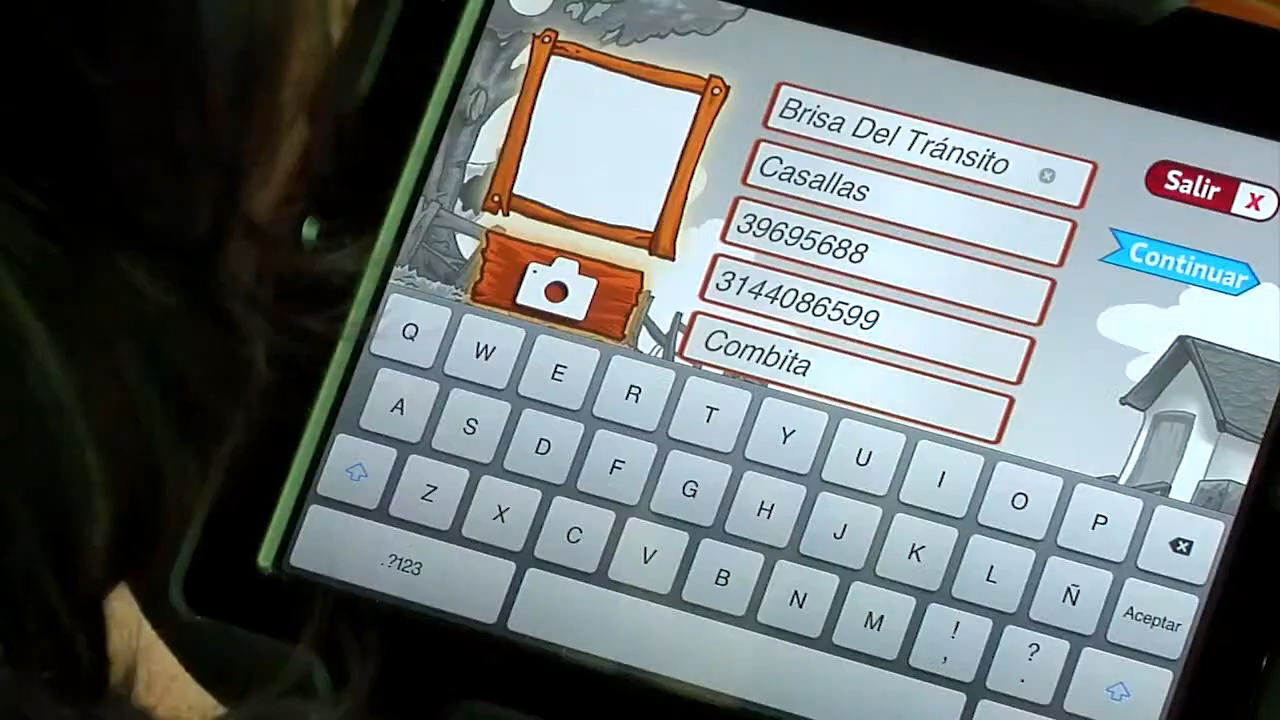 Brisa Del Tránsito
Casallas
39695688
3144086599
Combita
Salir X
Continuar
Q W E R T Y U I O P
A S D F G H J K L Ñ Aceptar
Z X C V B N M ! , ? .
.?123